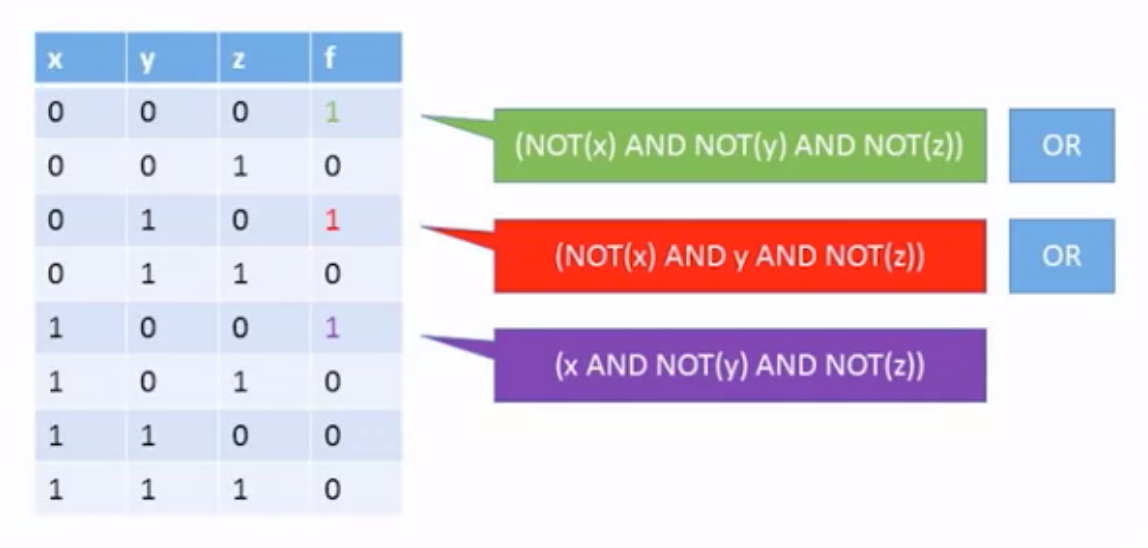 x y z f
0 0 0 1
(NOT(x) AND NOT(y) AND NOT(z)) OR
0 0 1 0
0 1 0 1
(NOT(x) AND y AND NOT(z)) OR
0 1 1 0
1 0 0 1
(x AND NOT(y) AND NOT(z))
1 0 1 0
1 1 0 0
1 1 1 0